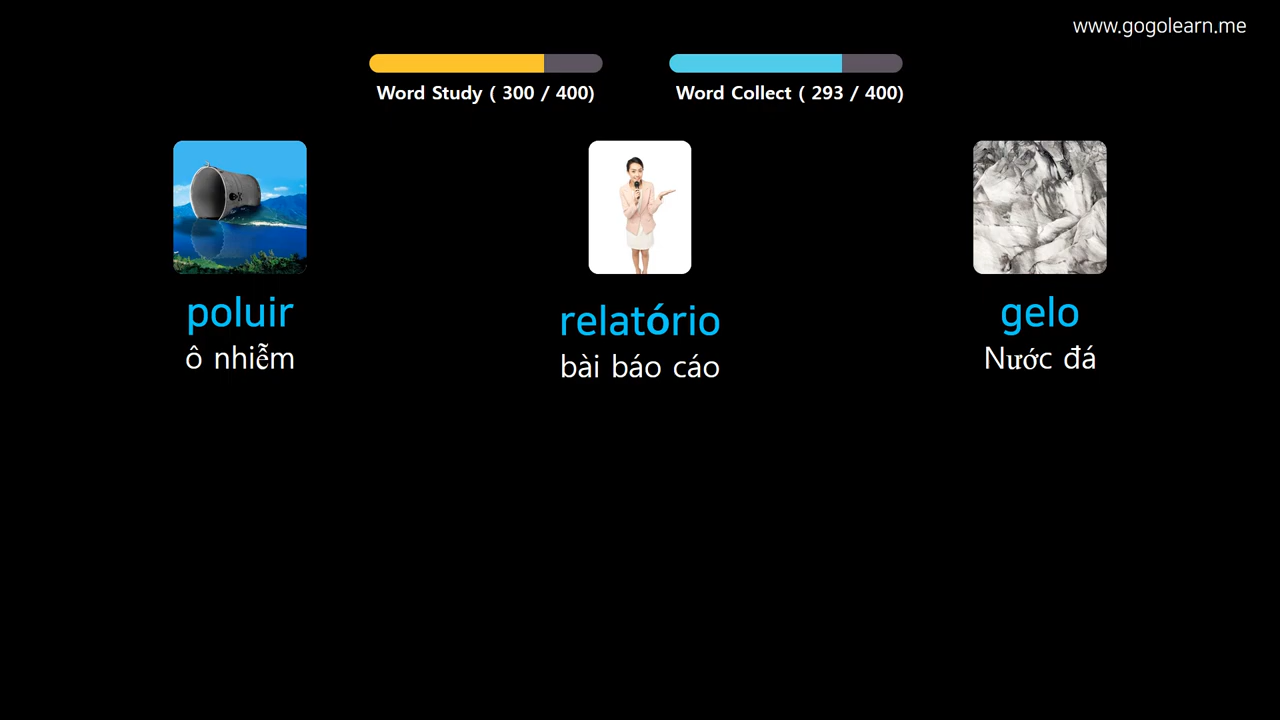 www.gogolearn.me
Word Study ( 300 / 400)
Word Collect ( 293 / 400)
poluir
ô nhiễm
relatório
bài báo cáo
gelo
Nước đá